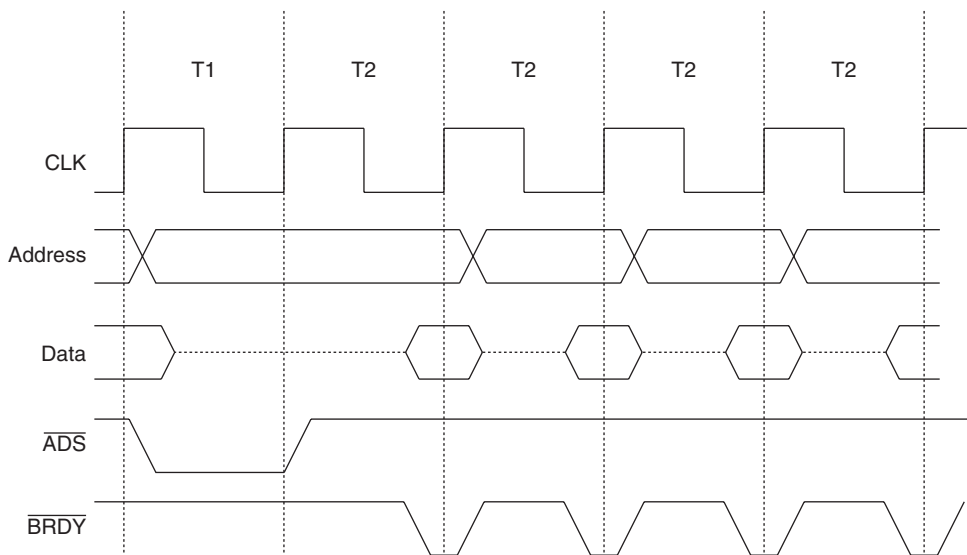 T1 T2 T2 T2 T2
CLK
Address
Data
ADS
BRDY